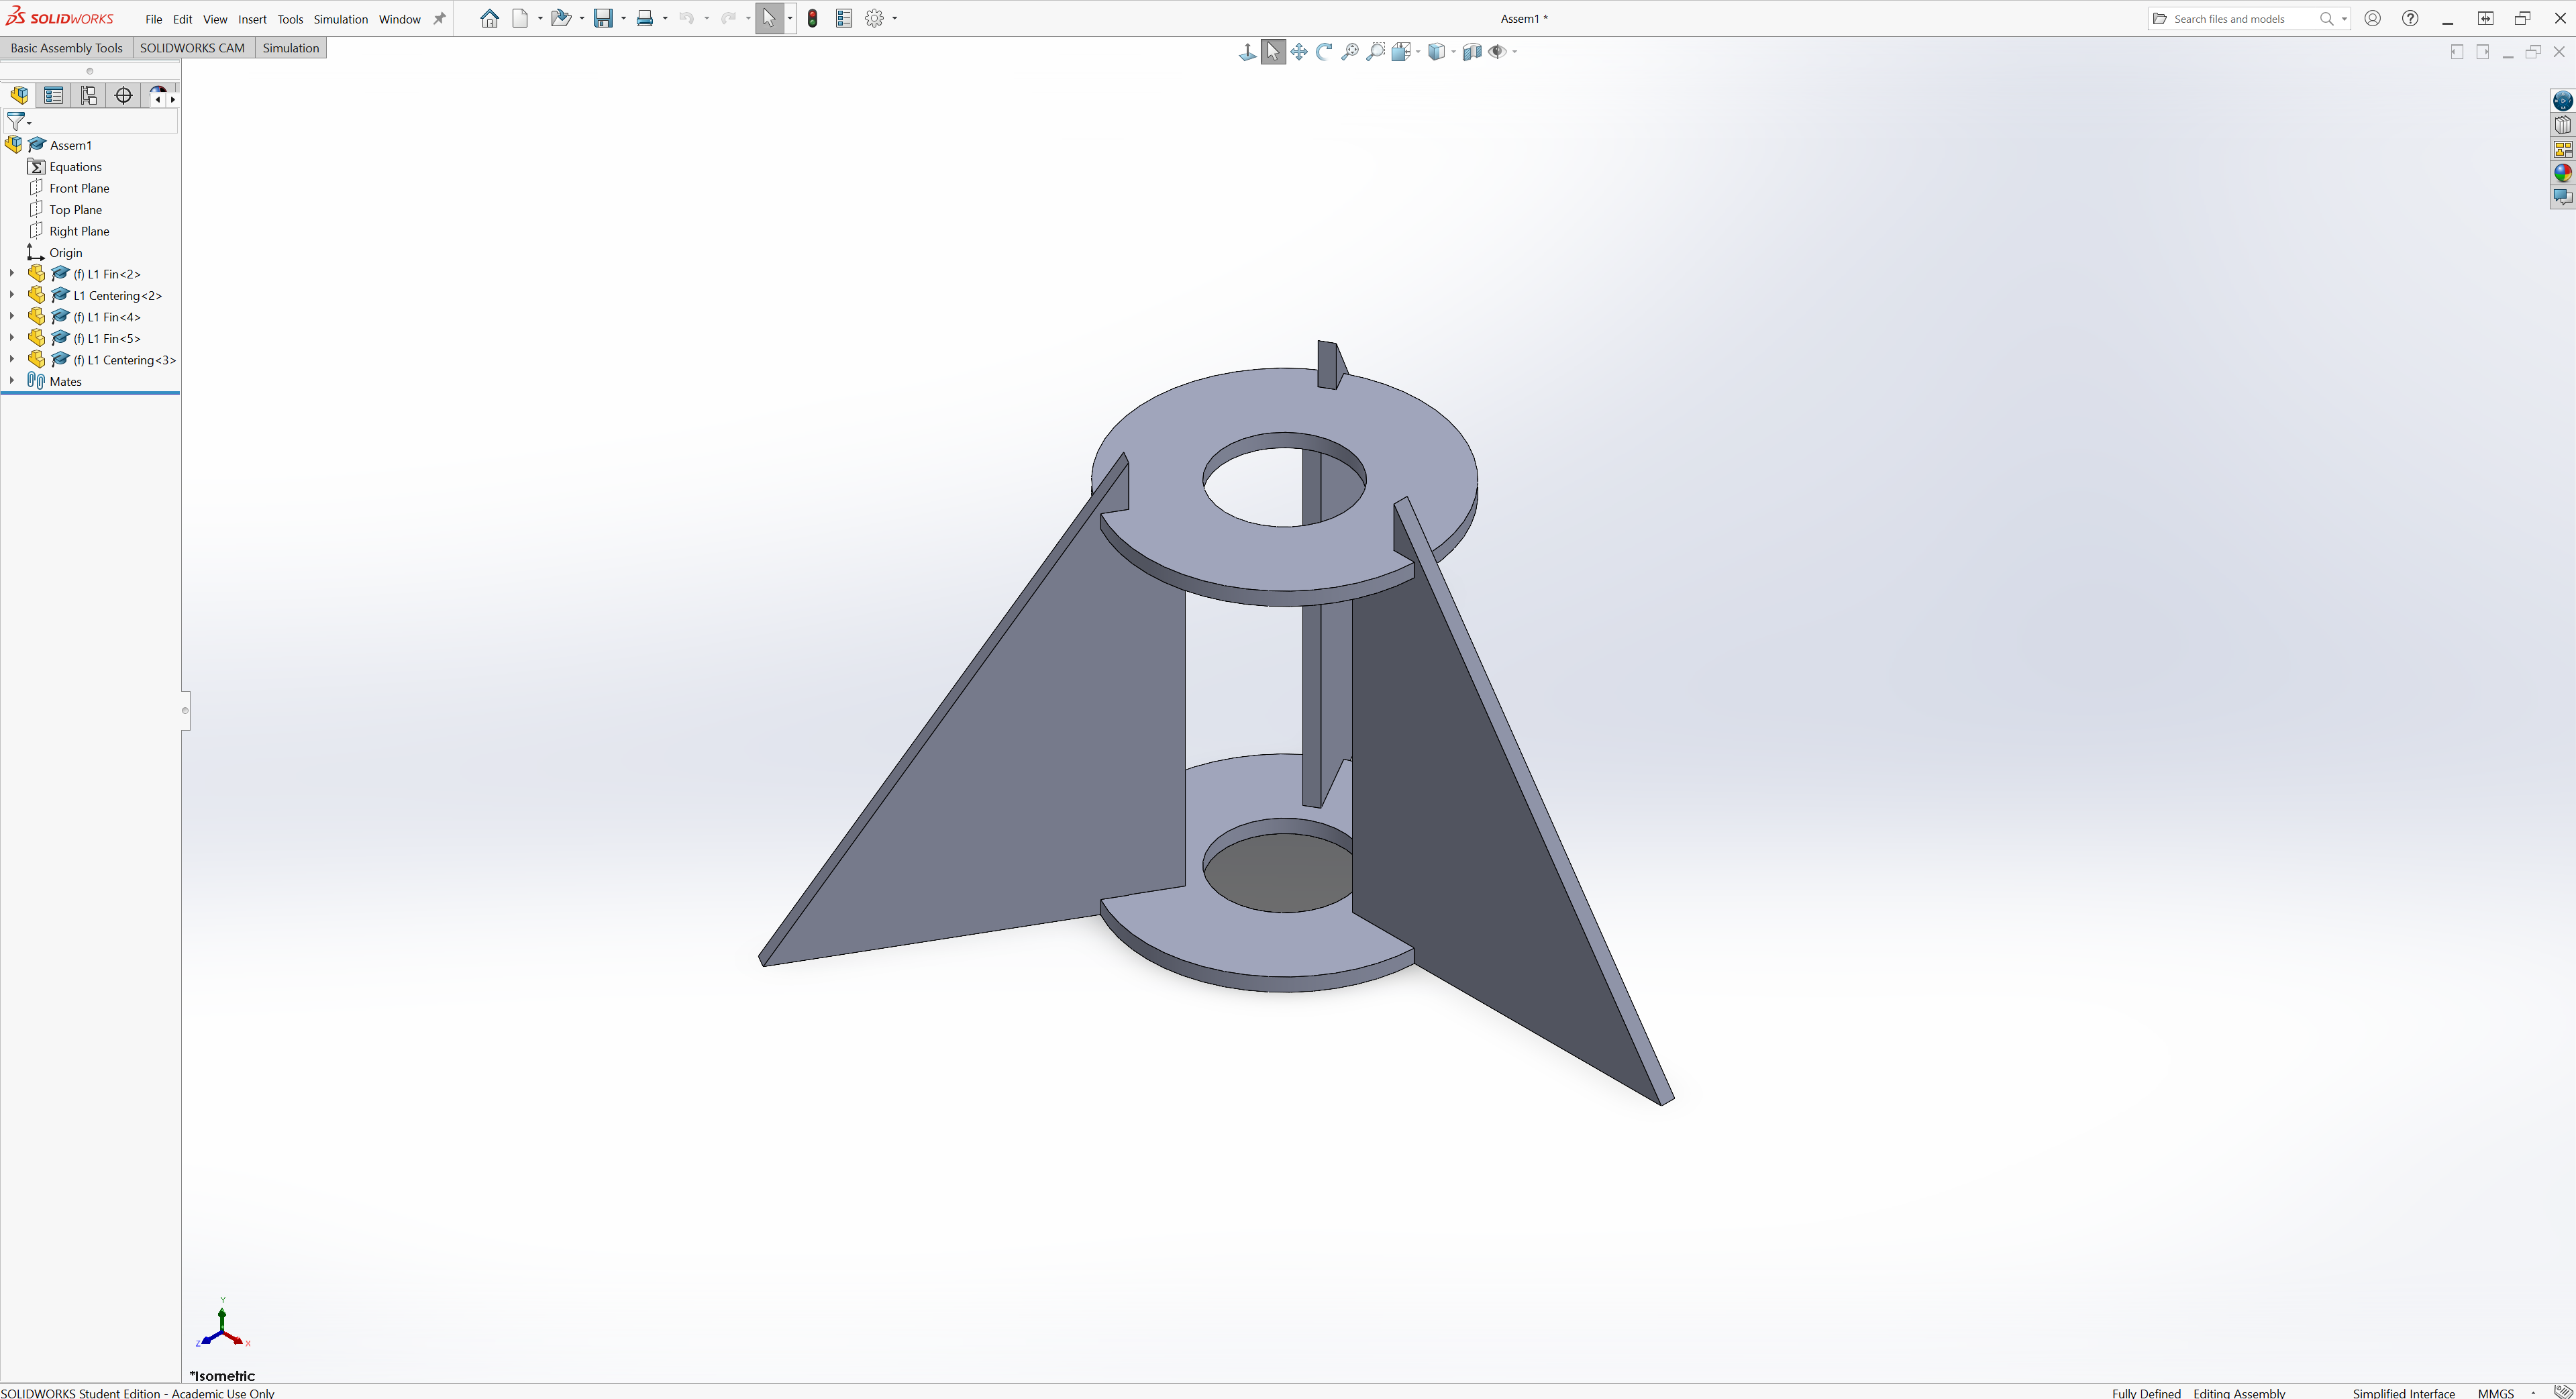 SOLIDWORKS File Edit View Insert Tools Simulation Window Assem1 * Search files and models
Basic Assembly Tools SOLIDWORKS CAM Simulation
Assem1
Equations
Front Plane
Top Plane
Right Plane
Origin
(f) L1 Fin<2>
L1 Centering<2>
(f) L1 Fin<4>
(f) L1 Fin<5>
(f) L1 Centering<3>
Mates
Y
Z X
*Isometric
SOLIDWORKS Student Edition - Academic Use Only Fully Defined Editing Assembly Simplified Interface MMGS -